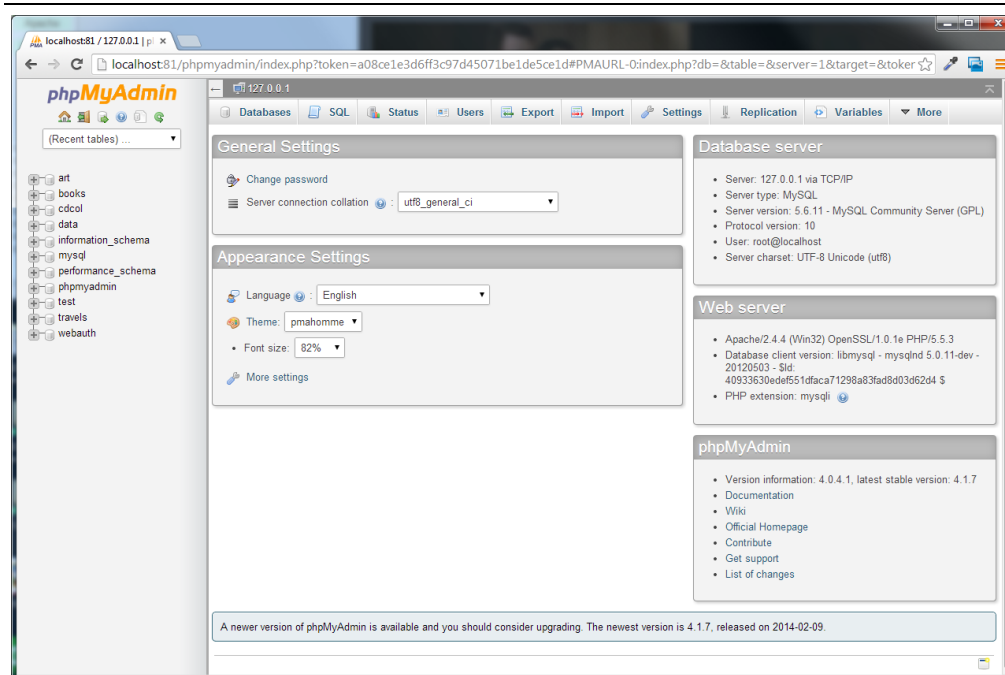 localhost:81 / 127.0.0.1 | p
localhost:81/phpmyadmin/index.php?token=a08ce1e3d6ff3c97d45071be1de5ce1d#PMAURL-0:index.php?db=&table=&server=1&target=&toker
phpMyAdmin
(Recent tables) ...
art
books
cdcol
data
information_schema
mysql
performance_schema
phpmyadmin
test
travels
webauth
127.0.0.1
Databases SQL Status Users Export Import Settings Replication Variables More
General Settings
Change password
Server connection collation : utf8_general_ci
Appearance Settings
Language : English
Theme: pmahomme
Font size: 82%
More settings
Database server
Server: 127.0.0.1 via TCP/IP
Server type: MySQL
Server version: 5.6.11 - MySQL Community Server (GPL)
Protocol version: 10
User: root@localhost
Server charset: UTF-8 Unicode (utf8)
Web server
Apache/2.4.4 (Win32) OpenSSL/1.0.1e PHP/5.5.3
Database client version: libmysql - mysqlnd 5.0.11-dev -
20120503 - $Id:
40933630edef551dfaca71298a83fad8d03d62d4 $
PHP extension: mysqli
phpMyAdmin
Version information: 4.0.4.1, latest stable version: 4.1.7
Documentation
Wiki
Official Homepage
Contribute
Get support
List of changes
A newer version of phpMyAdmin is available and you should consider upgrading. The newest version is 4.1.7, released on 2014-02-09.